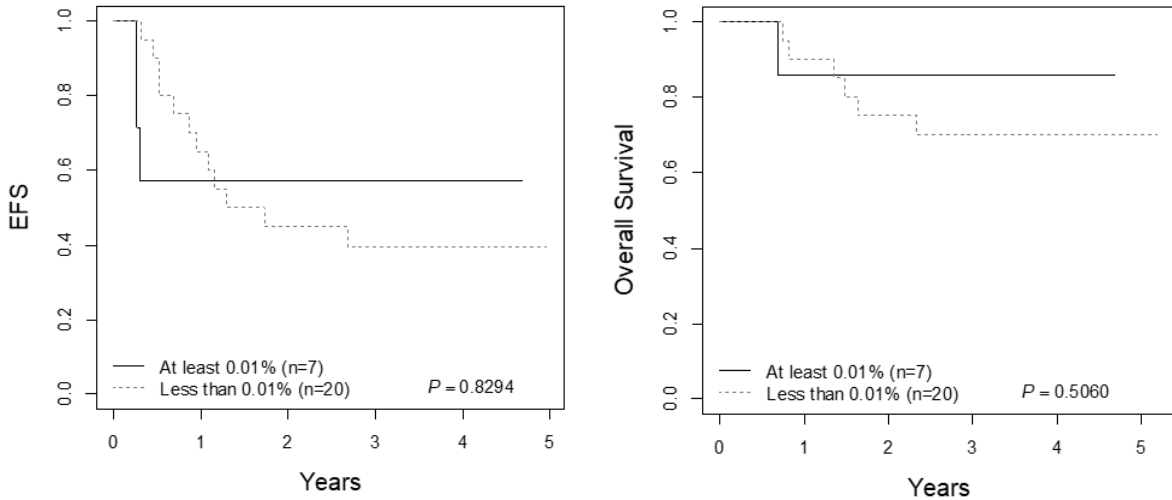 EFS
1.0
0.8
0.6
0.4
0.2
0.0
At least 0.01% (n=7)
Less than 0.01% (n=20)
P = 0.8294
0 1 2 3 4 5
Years
Overall Survival
1.0
0.8
0.6
0.4
0.2
0.0
At least 0.01% (n=7)
Less than 0.01% (n=20)
P = 0.5060
0 1 2 3 4 5
Years